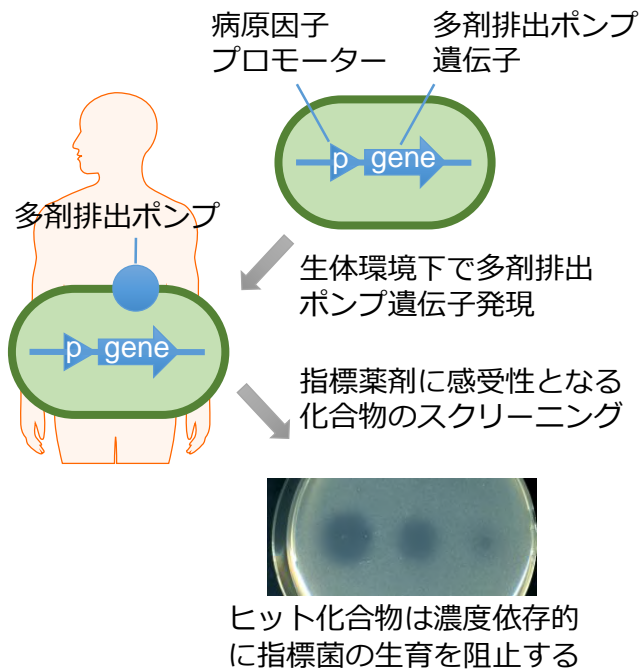 病原因子
プロモーター
多剤排出ポンプ
遺伝子
p gene
多剤排出ポンプ
p gene
生体環境下で多剤排出
ポンプ遺伝子発現
指標薬剤に感受性となる
化合物のスクリーニング
ヒット化合物は濃度依存的
に指標菌の生育を阻止する